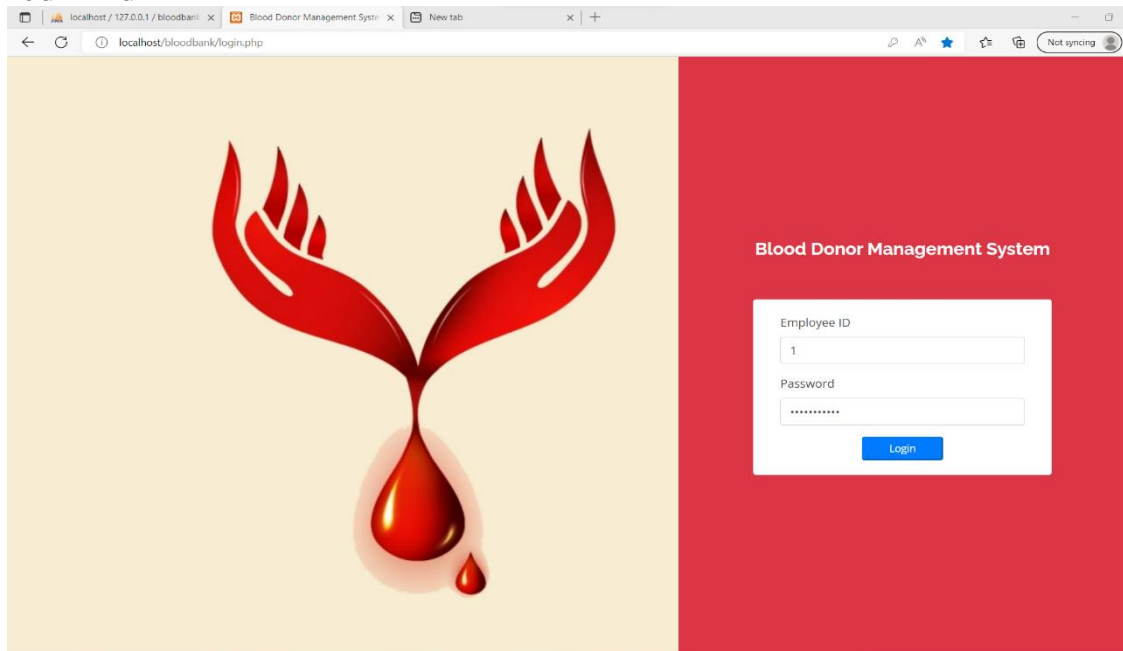 localhost / 127.0.0.1 / bloodbank
Blood Donor Management Syste
New tab
localhost/bloodbank/login.php
Not syncing
Blood Donor Management System
Employee ID
1
Password
Login